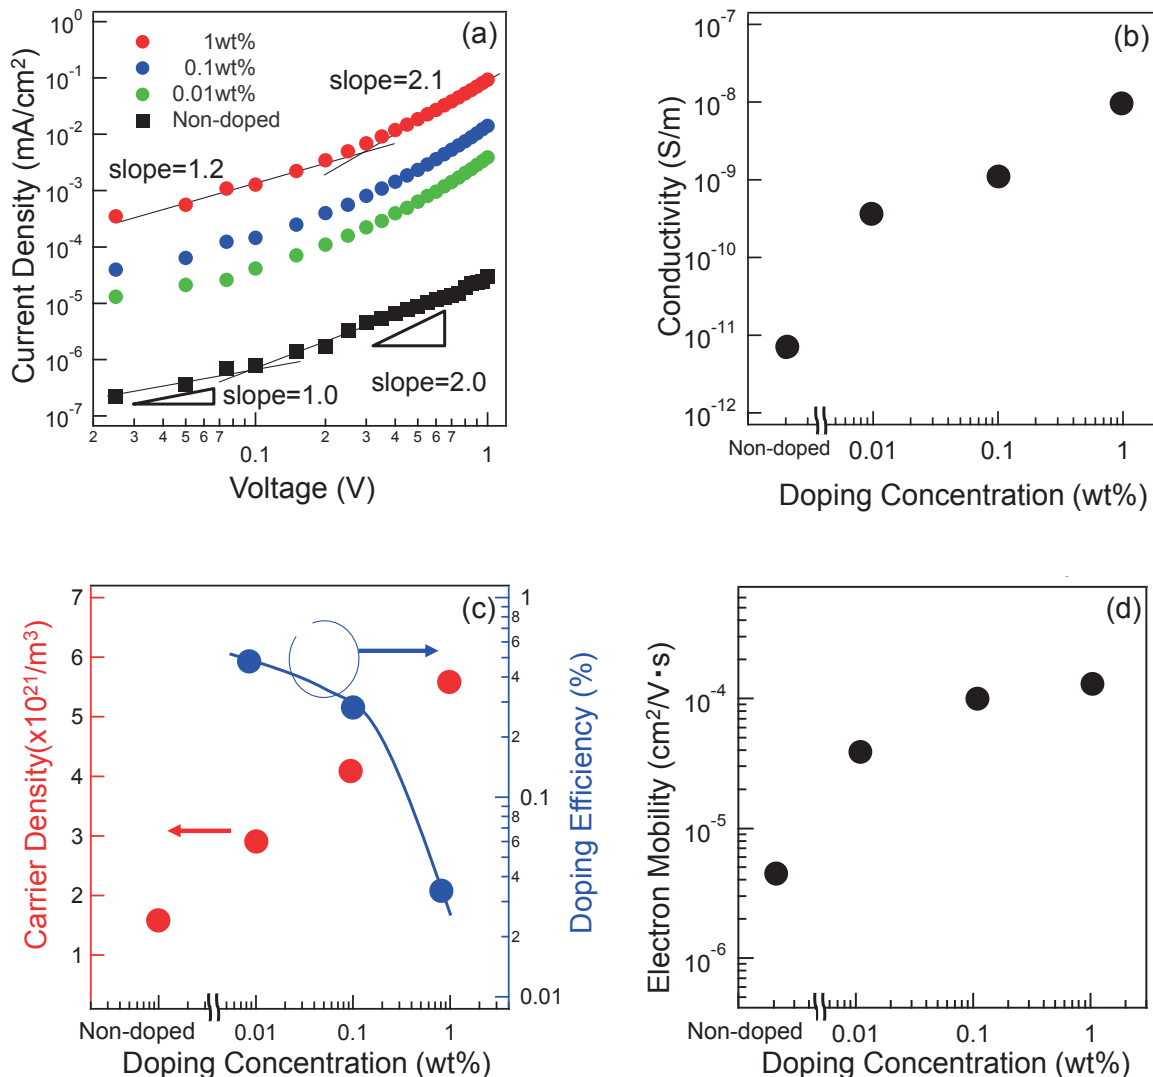 (a)
10⁰
10⁻¹
10⁻²
10⁻³
10⁻⁴
10⁻⁵
10⁻⁶
10⁻⁷
Current Density (mA/cm²)
1wt%
0.1wt%
0.01wt%
Non-doped
slope=2.1
slope=1.2
slope=1.0
slope=2.0
2 3 4 5 6 7 0.1 2 3 4 5 6 7 1
Voltage (V)
(b)
10⁻⁷
10⁻⁸
10⁻⁹
10⁻¹⁰
10⁻¹¹
10⁻¹²
Conductivity (S/m)
Non-doped 0.01 0.1 1
Doping Concentration (wt%)
(c)
7
6
5
4
3
2
1
Carrier Density(x10²¹/m³)
1
8
6
4
2
0.1
8
6
4
2
0.01
Doping Efficiency (%)
Non-doped 0.01 0.1 1
Doping Concentration (wt%)
(d)
10⁻⁴
10⁻⁵
10⁻⁶
Electron Mobility (cm²/V・s)
Non-doped 0.01 0.1 1
Doping Concentration (wt%)